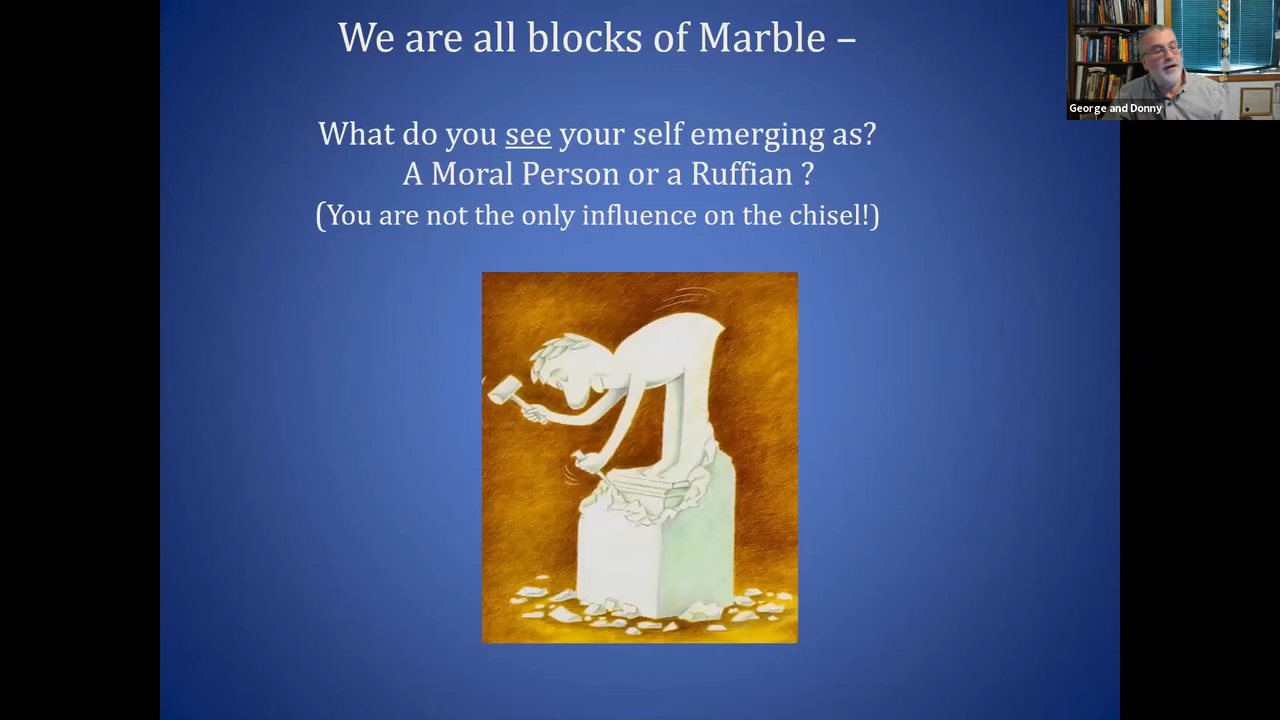 We are all blocks of Marble –
What do you see your self emerging as?
A Moral Person or a Ruffian ?
(You are not the only influence on the chisel!)
George and Donny